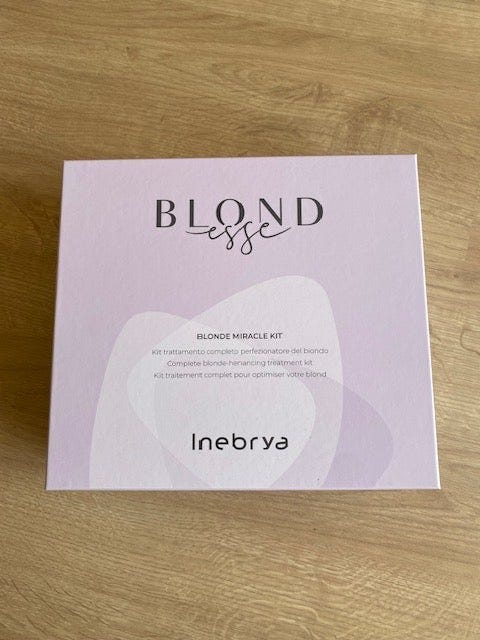 BLOND
esse
BLONDE MIRACLE KIT
Kit trattamento completo perfezionatore del biondo
Complete blonde-henancing treatment kit
Kit traitement complet pour optimiser votre blond
Inebrya